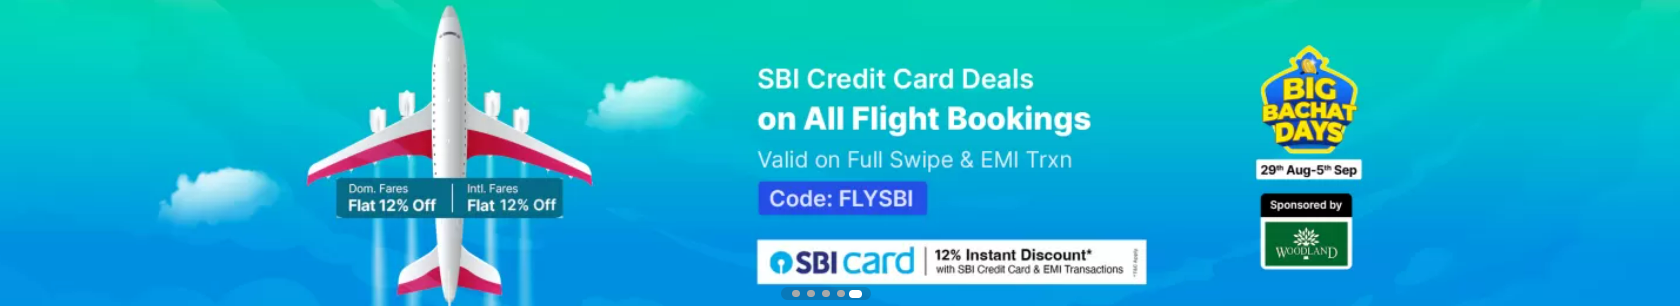 SBI Credit Card Deals
on All Flight Bookings
Valid on Full Swipe & EMI Trxn
Code: FLYSBI
SBI card
12% Instant Discount*
with SBI Credit Card & EMI Transactions
*T&C Apply
Dom. Fares
Flat 12% Off
Intl. Fares
Flat 12% Off
BIG
BACHAT
DAYS
29th Aug-5th Sep
Sponsored by
WOODLAND